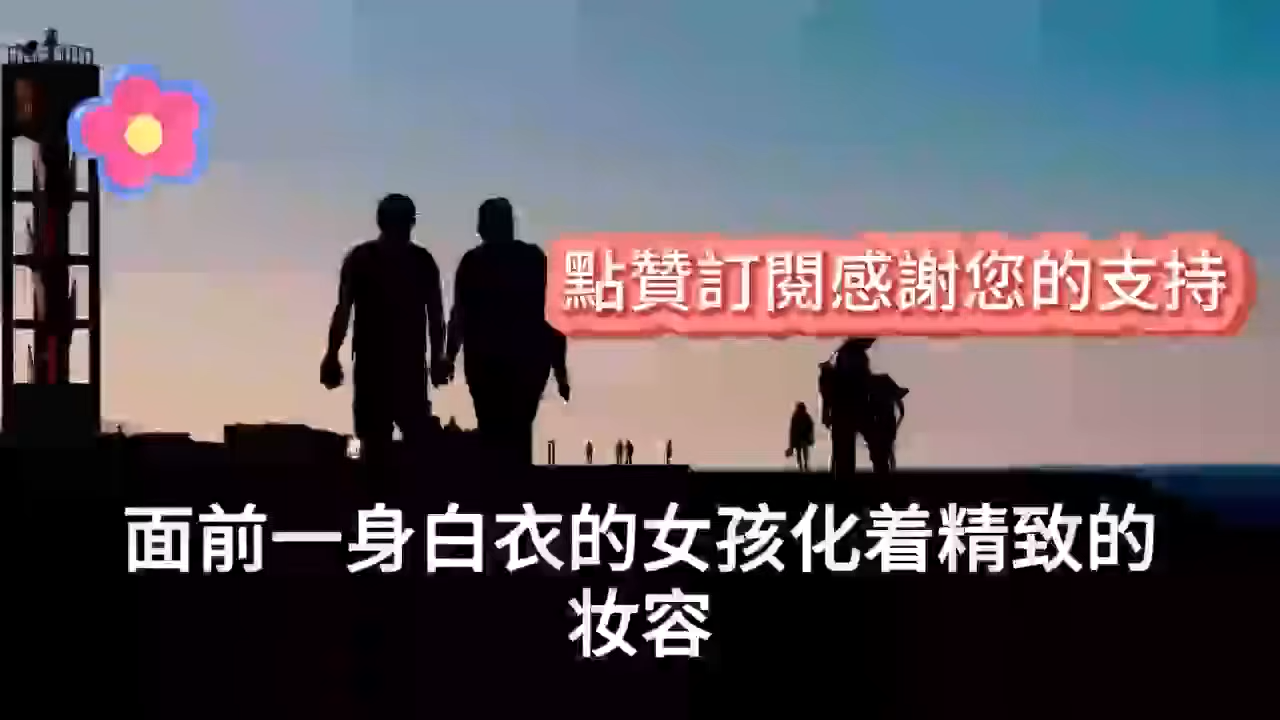 點贊訂閱感謝您的支持
面前一身白衣的女孩化着精致的
妆容